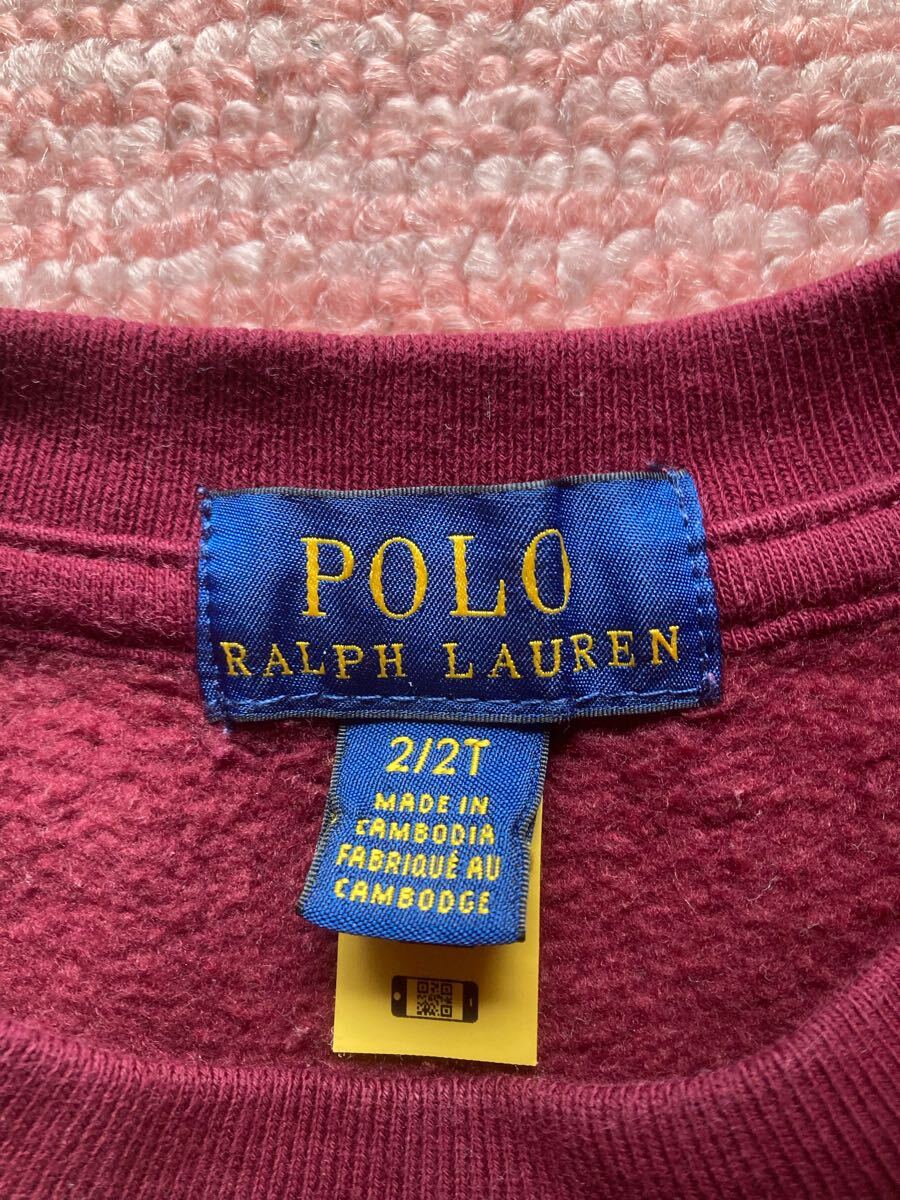 POLO
RALPH LAUREN
2/2T
MADE IN
CAMBODIA
FABRIQUÉ AU
CAMBODGE